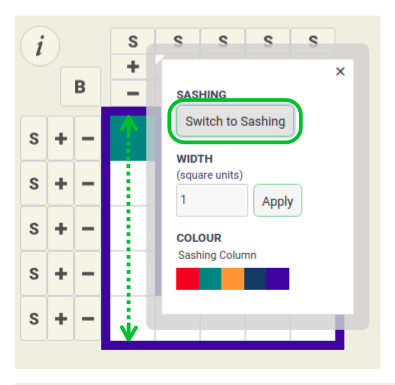 i
S S S S S
+
B −
×
SASHING
Switch to Sashing
S + −
WIDTH
(square units)
S + −
1 Apply
S + −
COLOUR
Sashing Column
S + −
S + −